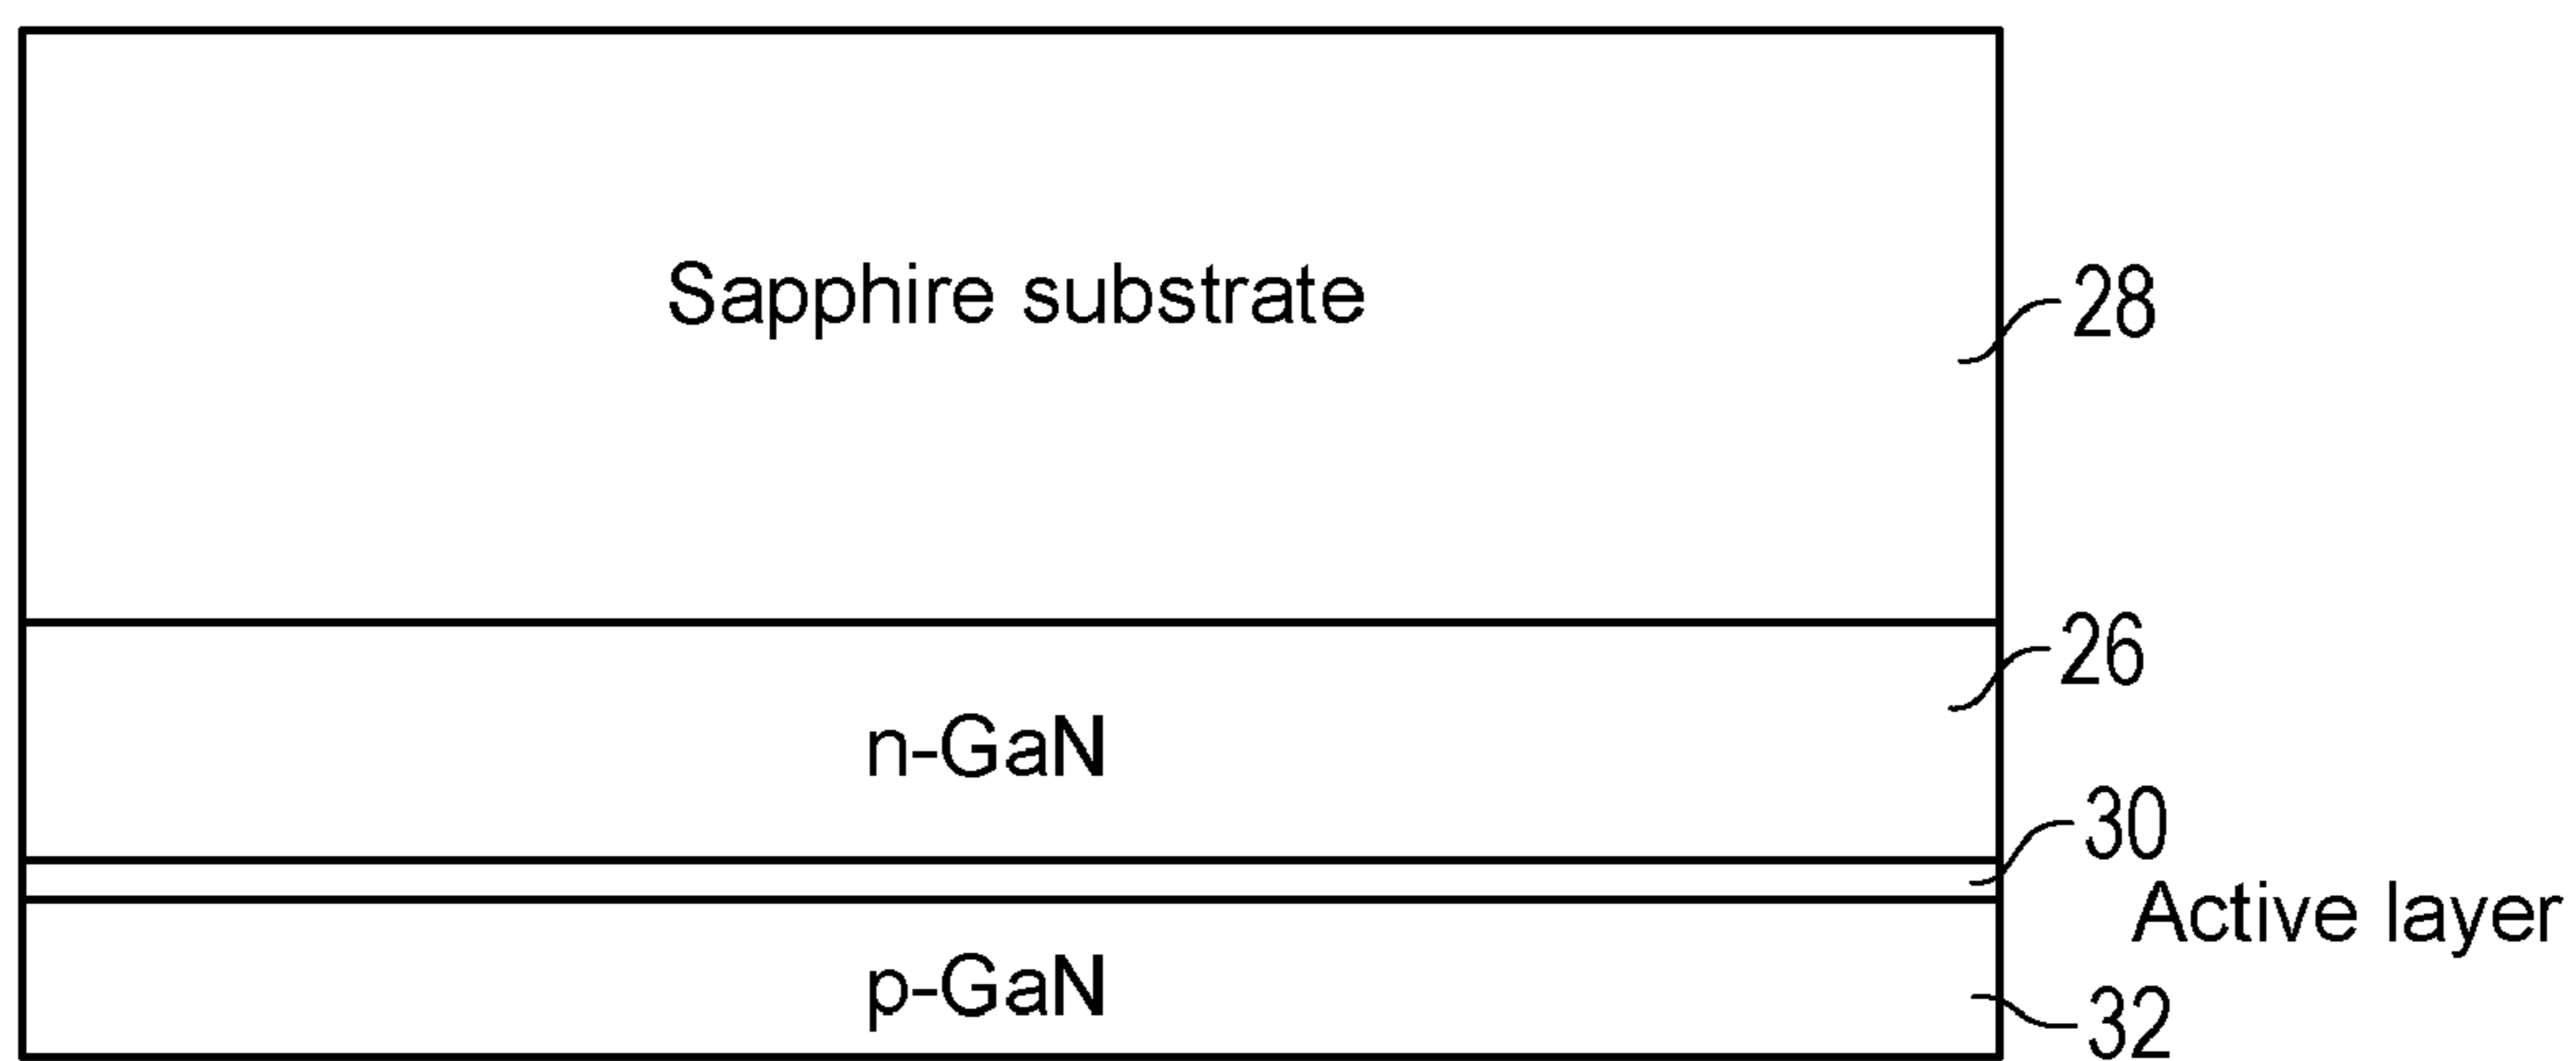 Sapphire substrate
28
26
n-GaN
30
Active layer
p-GaN
32